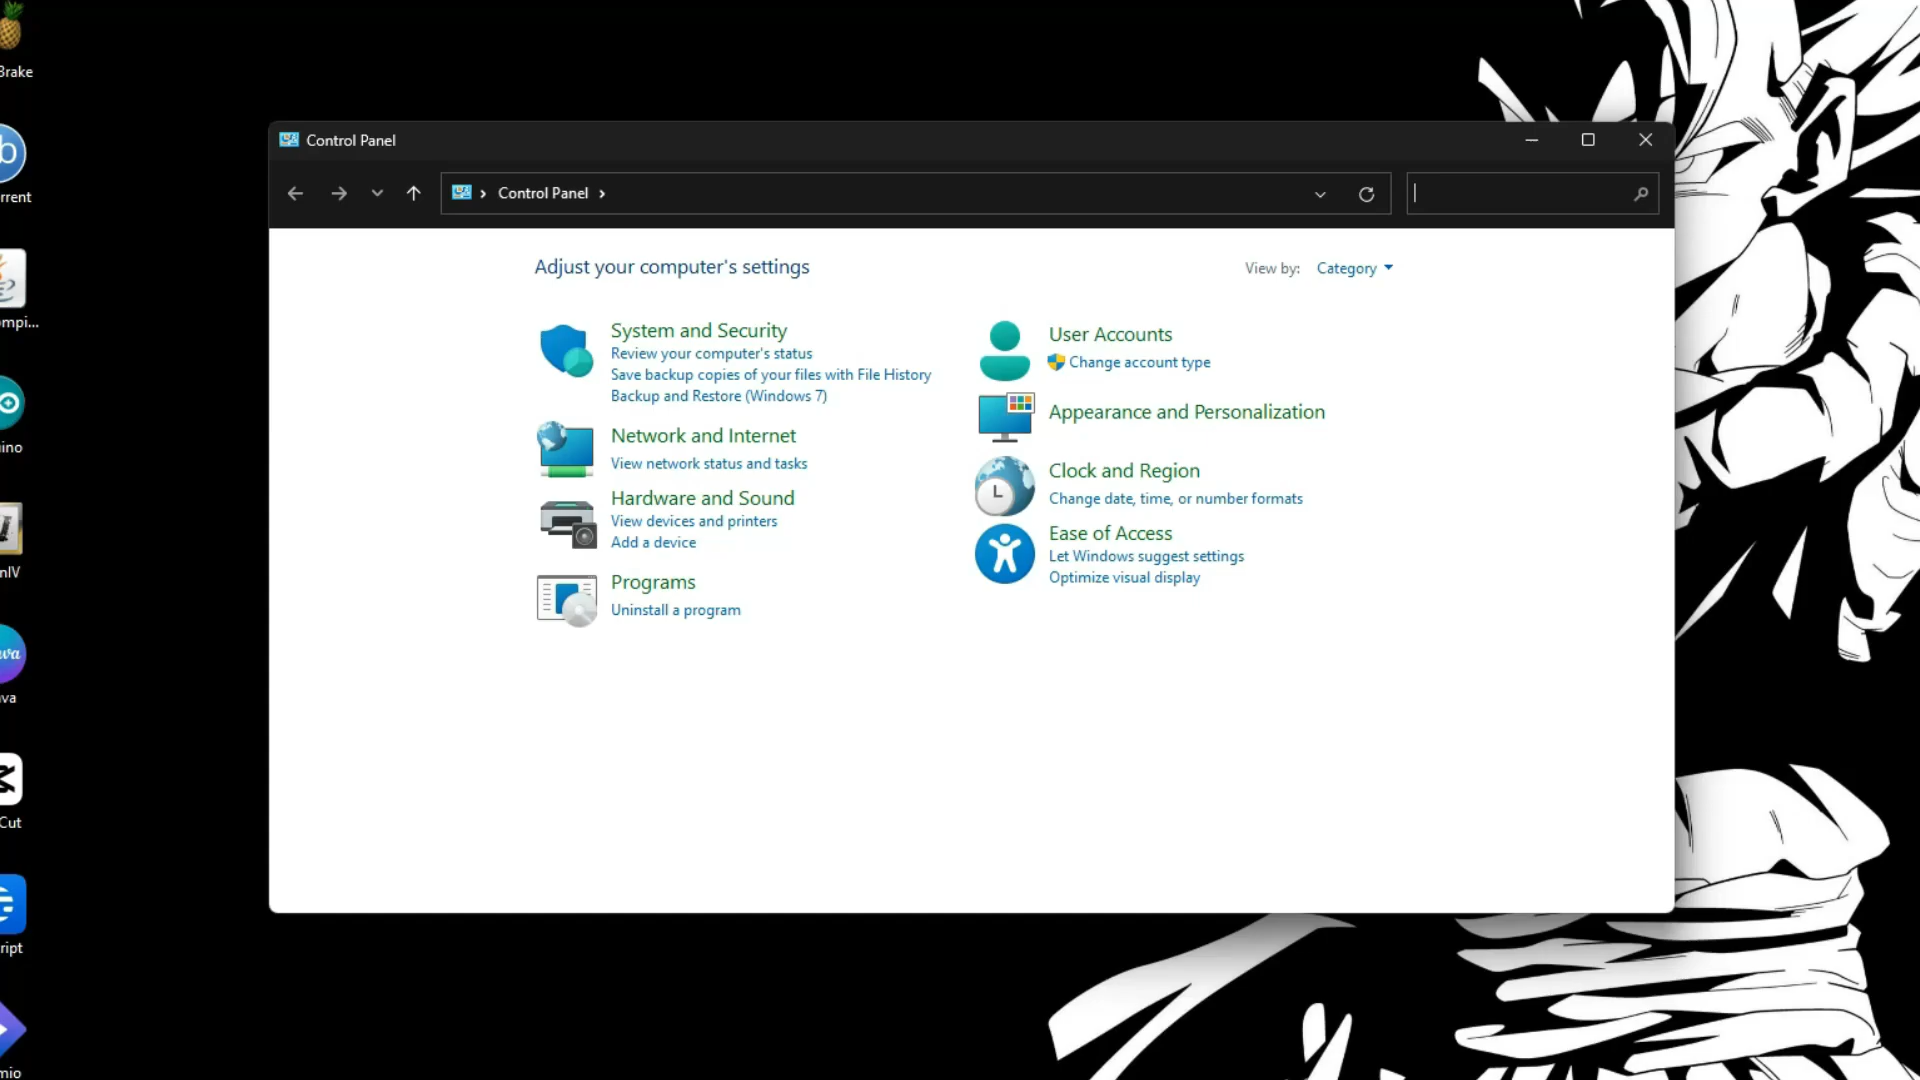 Control Panel
Control Panel
Adjust your computer's settings
View by: Category
System and Security
Review your computer's status
Save backup copies of your files with File History
Backup and Restore (Windows 7)
Network and Internet
View network status and tasks
Hardware and Sound
View devices and printers
Add a device
Programs
Uninstall a program
User Accounts
Change account type
Appearance and Personalization
Clock and Region
Change date, time, or number formats
Ease of Access
Let Windows suggest settings
Optimize visual display
Brake
b
rrent
ompi...
ino
nIV
va
va
Cut
ript
mio